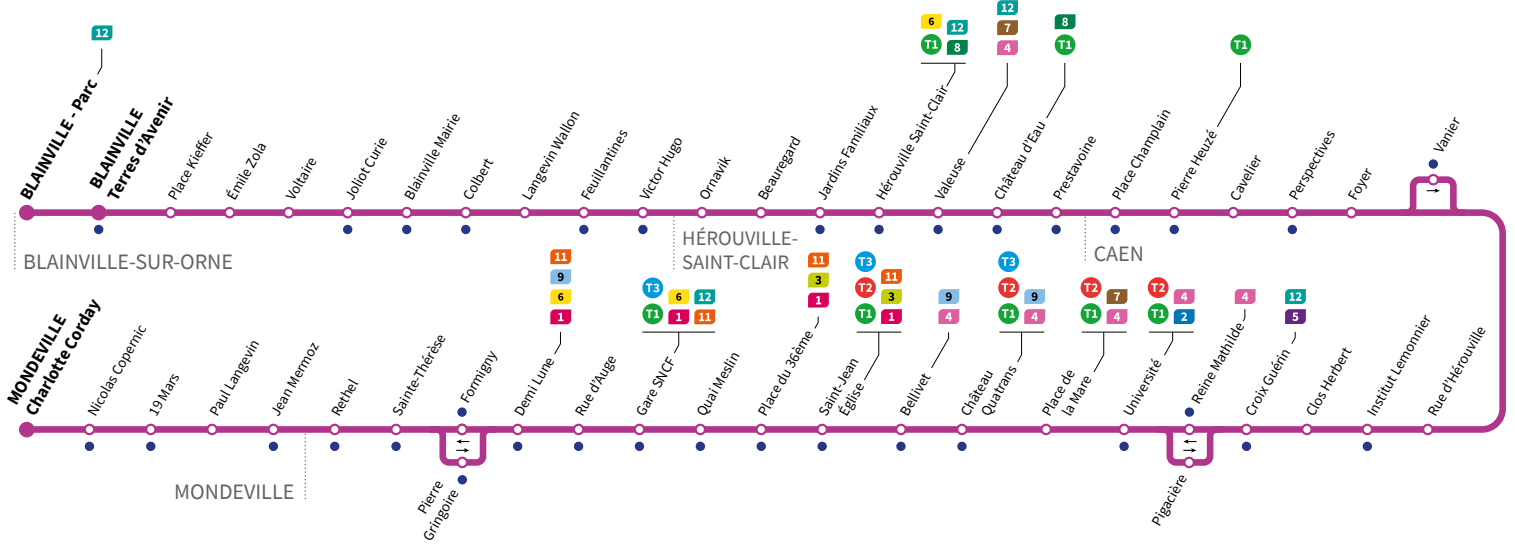 12
6
12
T1
8
12
7
4
8
T1
T1
BLAINVILLE - Parc
BLAINVILLE
Terres d'Avenir
Place Kieffer
Émile Zola
Voltaire
Joliot Curie
Blainville Mairie
Colbert
Langevin Wallon
Feuillantines
Victor Hugo
Ornavik
Beauregard
Jardins Familiaux
Hérouville Saint-Clair
Valeuse
Château d'Eau
Prestavoine
Place Champlain
Pierre Heuzé
Cavelier
Perspectives
Foyer
Vanier
→
BLAINVILLE-SUR-ORNE
HÉROUVILLE-
SAINT-CLAIR
CAEN
11
9
6
1
T3
6
12
T1
1
11
11
3
1
T3
T2
11
3
T1
1
9
4
T3
T2
9
T1
4
T2
7
T1
4
T2
4
T1
2
4
12
5
MONDEVILLE
Charlotte Corday
Nicolas Copernic
19 Mars
Paul Langevin
Jean Mermoz
Rethel
Sainte-Thérèse
Formigny
Demi Lune
Rue d'Auge
Gare SNCF
Quai Meslin
Place du 36ème
Saint-Jean
Église
Bellivet
Château
Quatrans
Place de
la Mare
Université
Reine Mathilde
Croix Guérin
Clos Herbert
Institut Lemonnier
Rue d'Hérouville
←
→
←
→
Pierre
Gringoire
Pigacière
MONDEVILLE